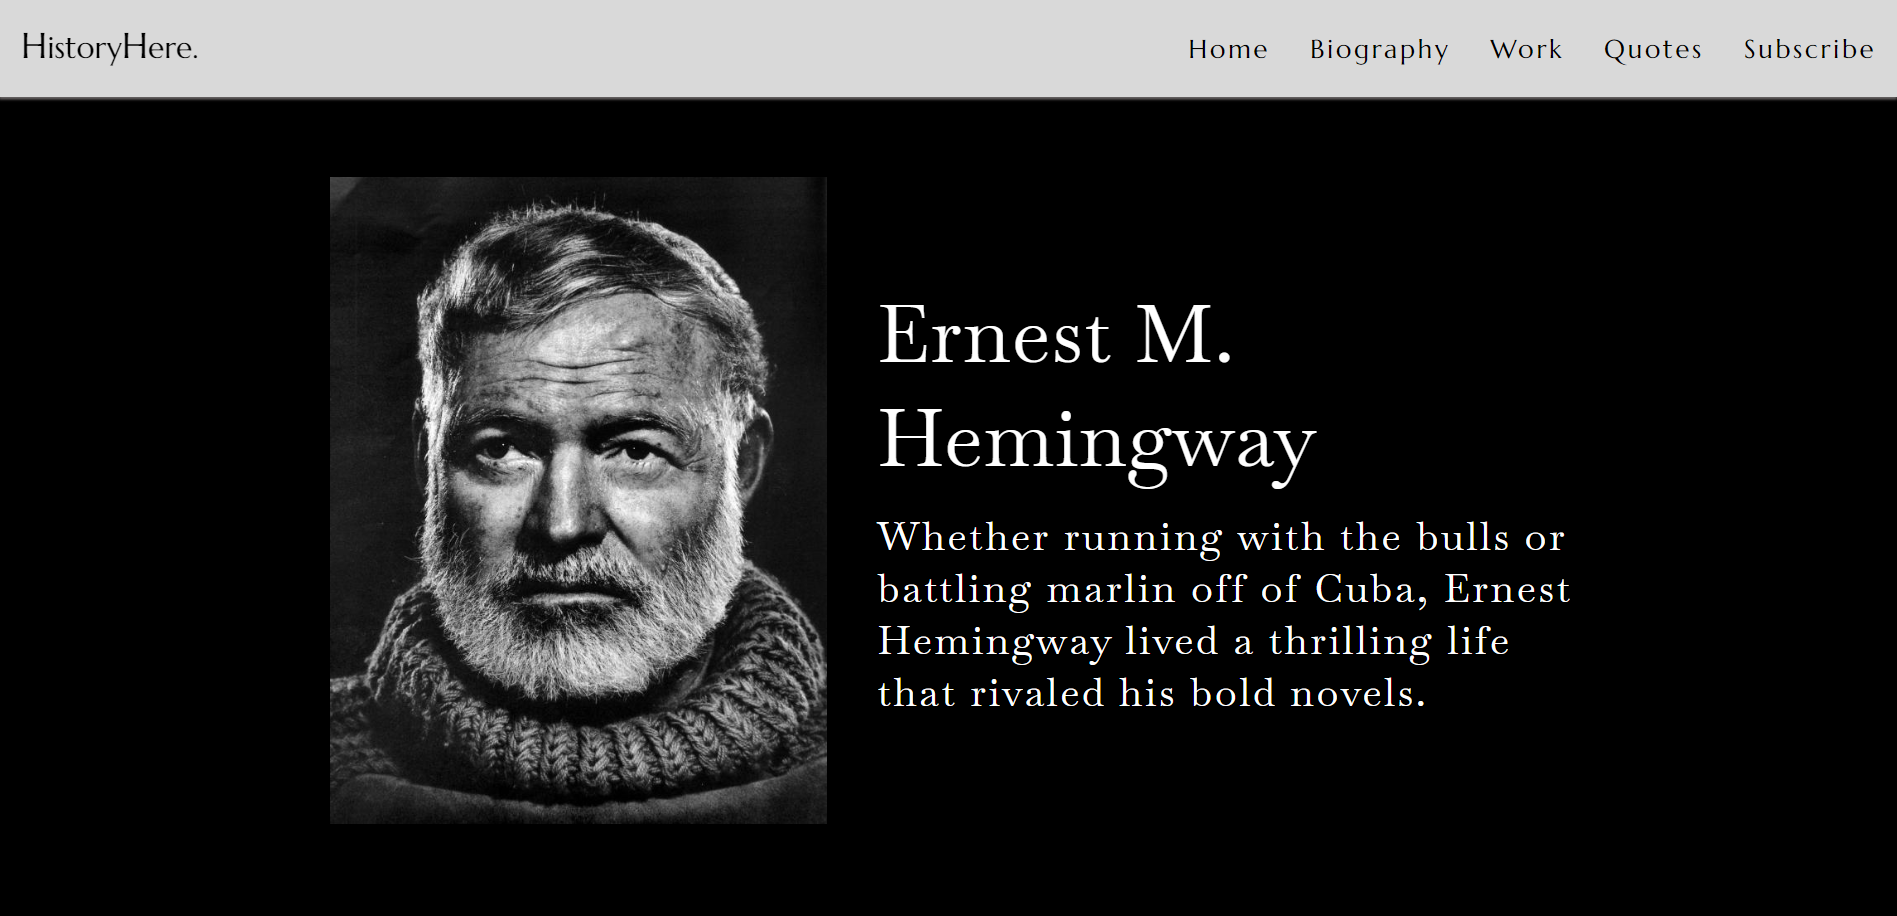 HistoryHere.
Home Biography Work Quotes Subscribe
Ernest M.
Hemingway
Whether running with the bulls or
battling marlin off of Cuba, Ernest
Hemingway lived a thrilling life
that rivaled his bold novels.